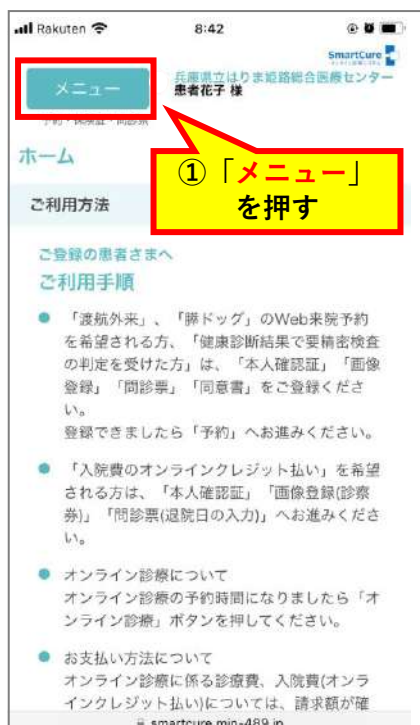 Rakuten
8:42
SmartCure
メニュー
兵庫県立はりま姫路総合医療センター
患者花子 様
ホーム
①「メニュー」
を押す
ご利用方法
ご登録の患者さまへ
ご利用手順
「渡航外来」、「膵ドッグ」のWeb来院予約
を希望される方、「健康診断結果で要精密検査
の判定を受けた方」は、「本人確認証」「画像
登録」「問診票」「同意書」をご登録くださ
い。
登録できましたら「予約」へお進みください。
「入院費のオンラインクレジット払い」を希望
される方は、「本人確認証」「画像登録(診察
券)」「問診票(退院日の入力)」へお進みくださ
い。
オンライン診療について
オンライン診療の予約時間になりましたら「オ
ンライン診療」ボタンを押してください。
お支払い方法について
オンライン診療に係る診療費、入院費(オンラ
インクレジット払い)については、請求額が確
smartcure.min-489.jp